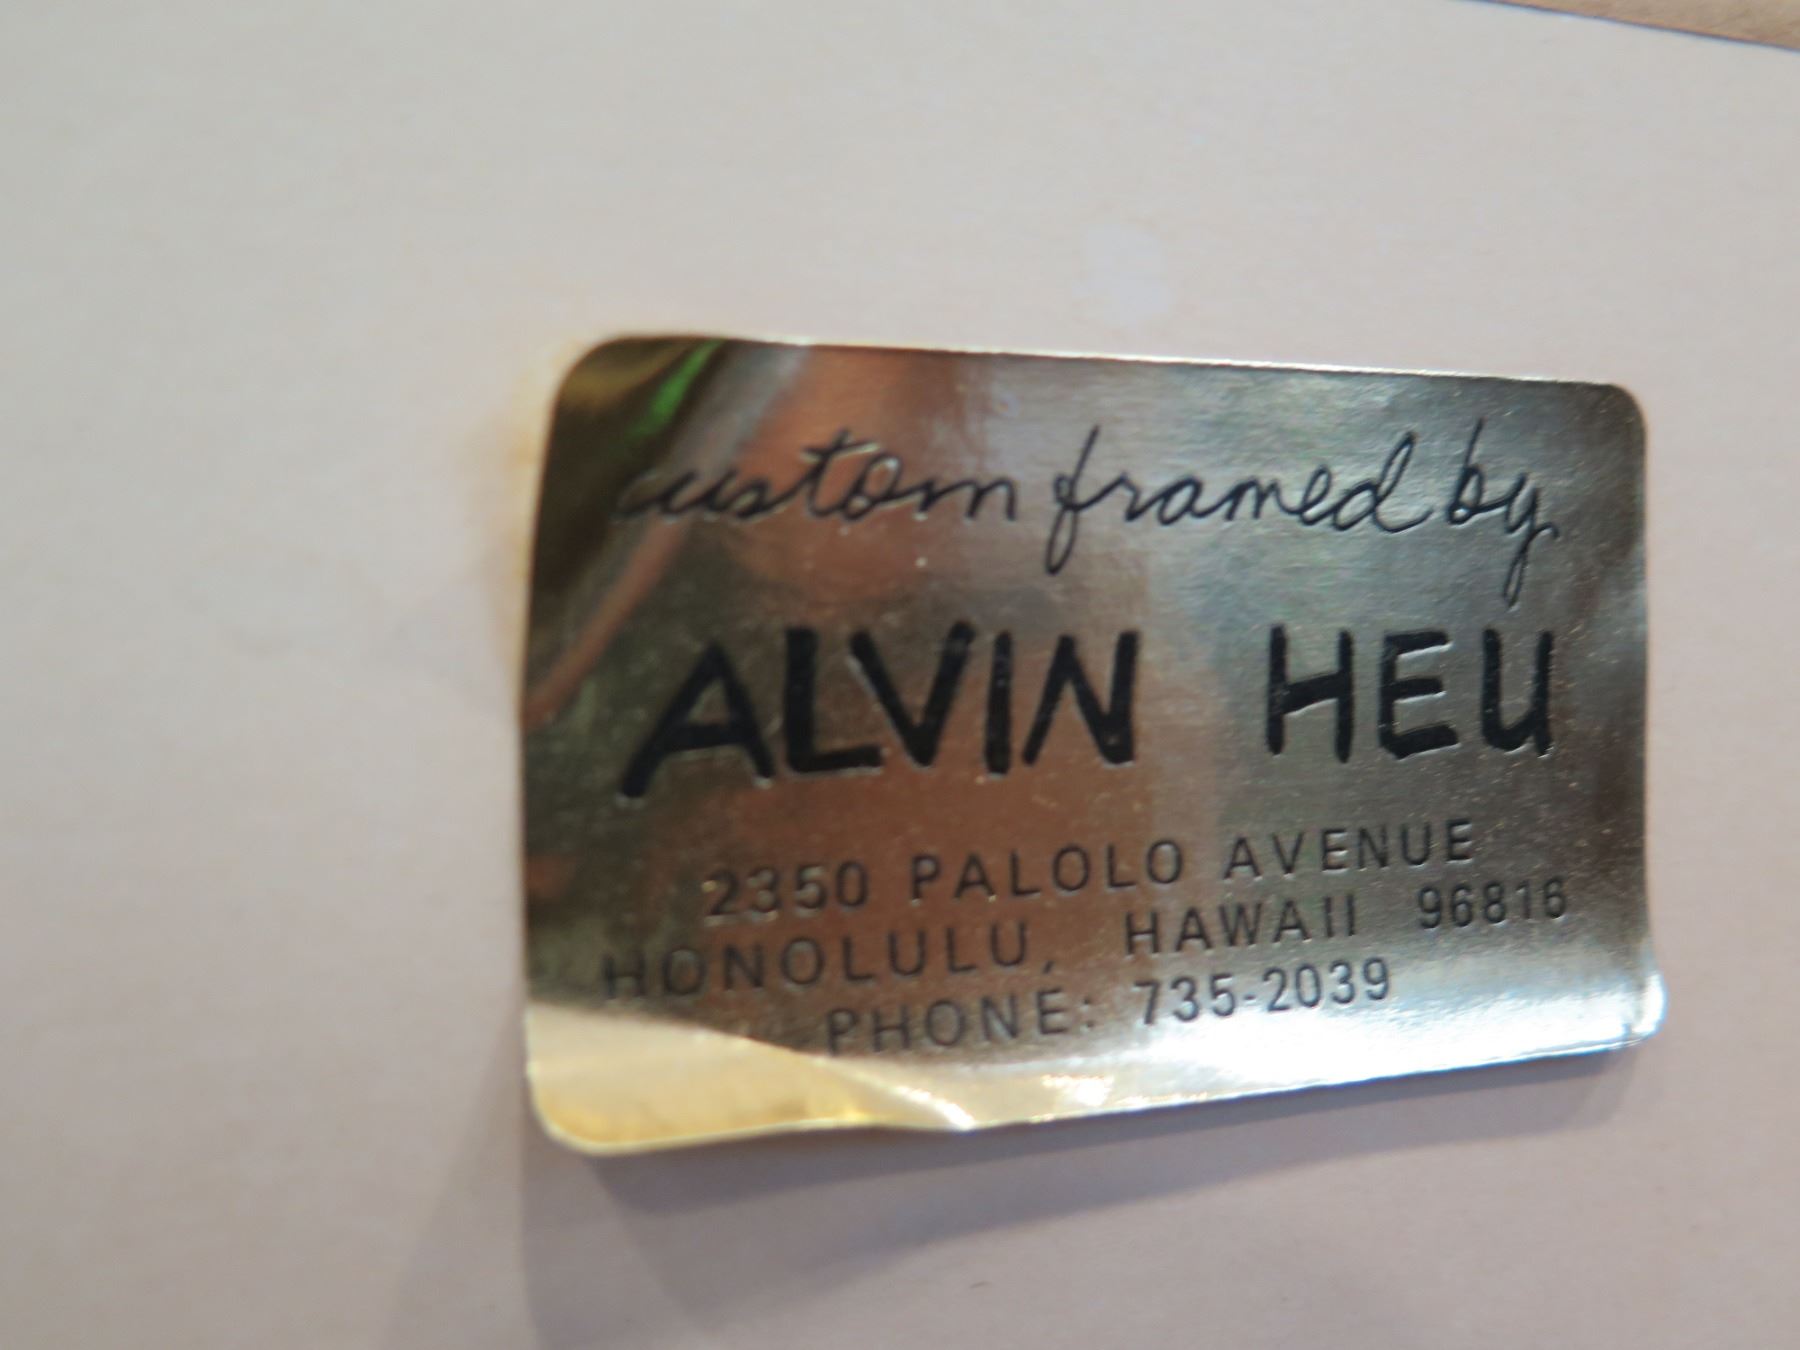 custom framed by
ALVIN HEU
2350 PALOLO AVENUE
HONOLULU, HAWAII 96816
PHONE: 735-2039